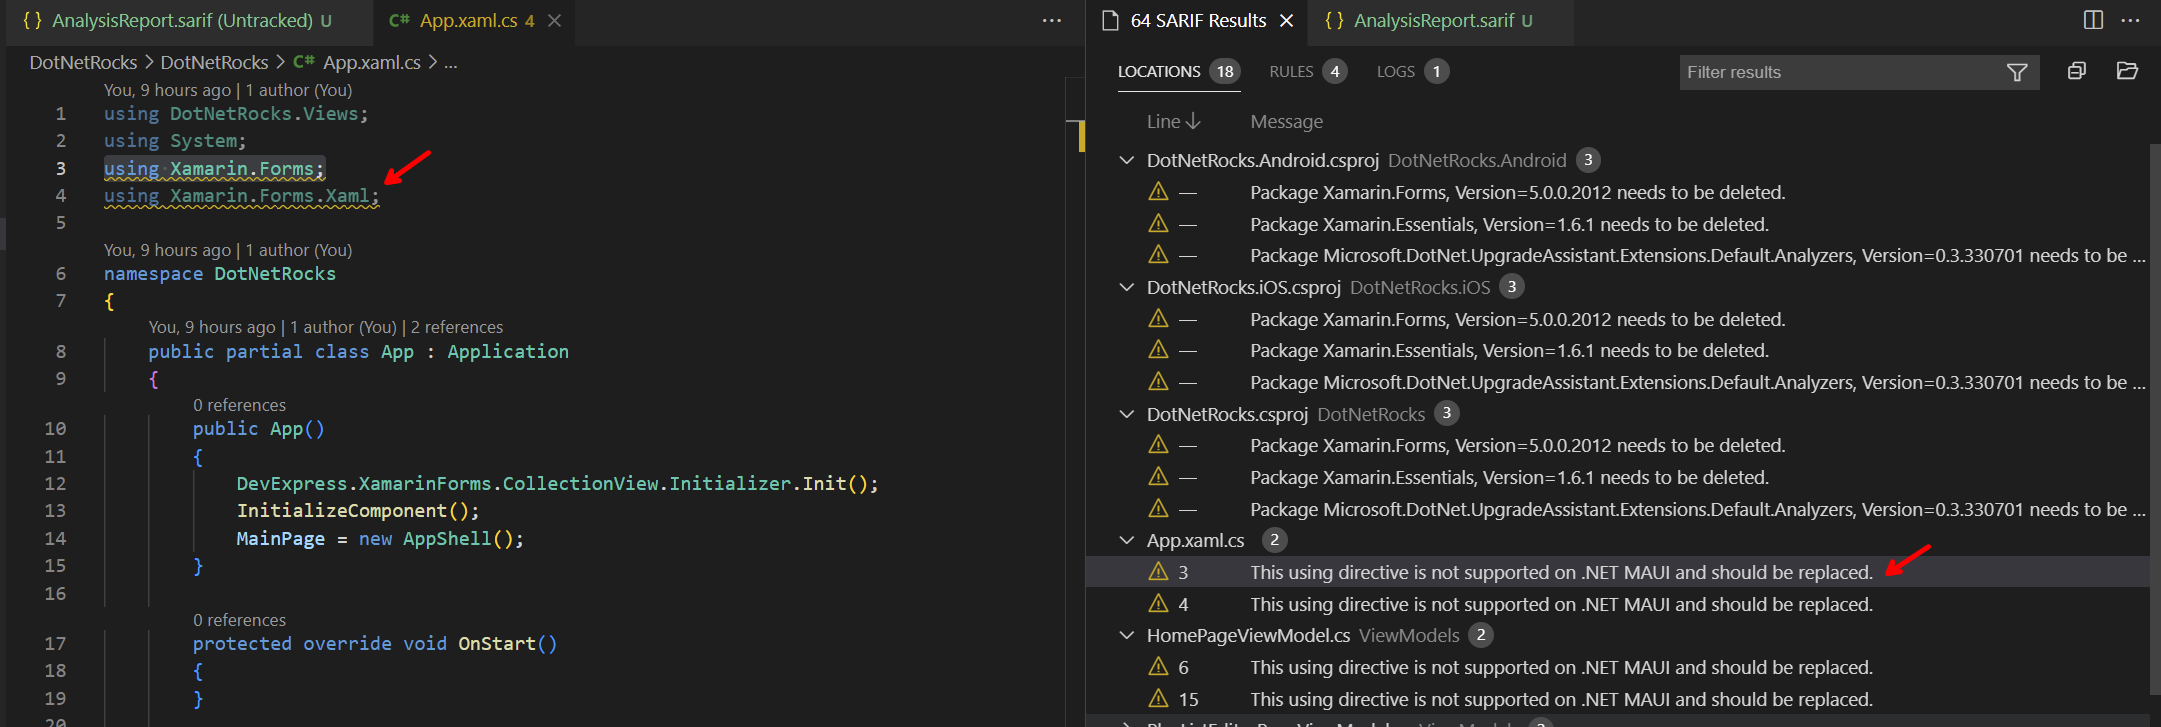 { } AnalysisReport.sarif (Untracked) U
C# App.xaml.cs 4
DotNetRocks > DotNetRocks > C# App.xaml.cs > ...
You, 9 hours ago | 1 author (You)
1 using DotNetRocks.Views;
2 using System;
3 using Xamarin.Forms;
4 using Xamarin.Forms.Xaml;
5
You, 9 hours ago | 1 author (You)
6 namespace DotNetRocks
7 {
You, 9 hours ago | 1 author (You) | 2 references
8 public partial class App : Application
9 {
0 references
10 public App()
11 {
12 DevExpress.XamarinForms.CollectionView.Initializer.Init();
13 InitializeComponent();
14 MainPage = new AppShell();
15 }
16
0 references
17 protected override void OnStart()
18 {
19 }
20
64 SARIF Results
{ } AnalysisReport.sarif U
LOCATIONS 18 RULES 4 LOGS 1
Filter results
Line Message
DotNetRocks.Android.csproj DotNetRocks.Android 3
— Package Xamarin.Forms, Version=5.0.0.2012 needs to be deleted.
— Package Xamarin.Essentials, Version=1.6.1 needs to be deleted.
— Package Microsoft.DotNet.UpgradeAssistant.Extensions.Default.Analyzers, Version=0.3.330701 needs to be ...
DotNetRocks.iOS.csproj DotNetRocks.iOS 3
— Package Xamarin.Forms, Version=5.0.0.2012 needs to be deleted.
— Package Xamarin.Essentials, Version=1.6.1 needs to be deleted.
— Package Microsoft.DotNet.UpgradeAssistant.Extensions.Default.Analyzers, Version=0.3.330701 needs to be ...
DotNetRocks.csproj DotNetRocks 3
— Package Xamarin.Forms, Version=5.0.0.2012 needs to be deleted.
— Package Xamarin.Essentials, Version=1.6.1 needs to be deleted.
— Package Microsoft.DotNet.UpgradeAssistant.Extensions.Default.Analyzers, Version=0.3.330701 needs to be ...
App.xaml.cs 2
3 This using directive is not supported on .NET MAUI and should be replaced.
4 This using directive is not supported on .NET MAUI and should be replaced.
HomePageViewModel.cs ViewModels 2
6 This using directive is not supported on .NET MAUI and should be replaced.
15 This using directive is not supported on .NET MAUI and should be replaced.